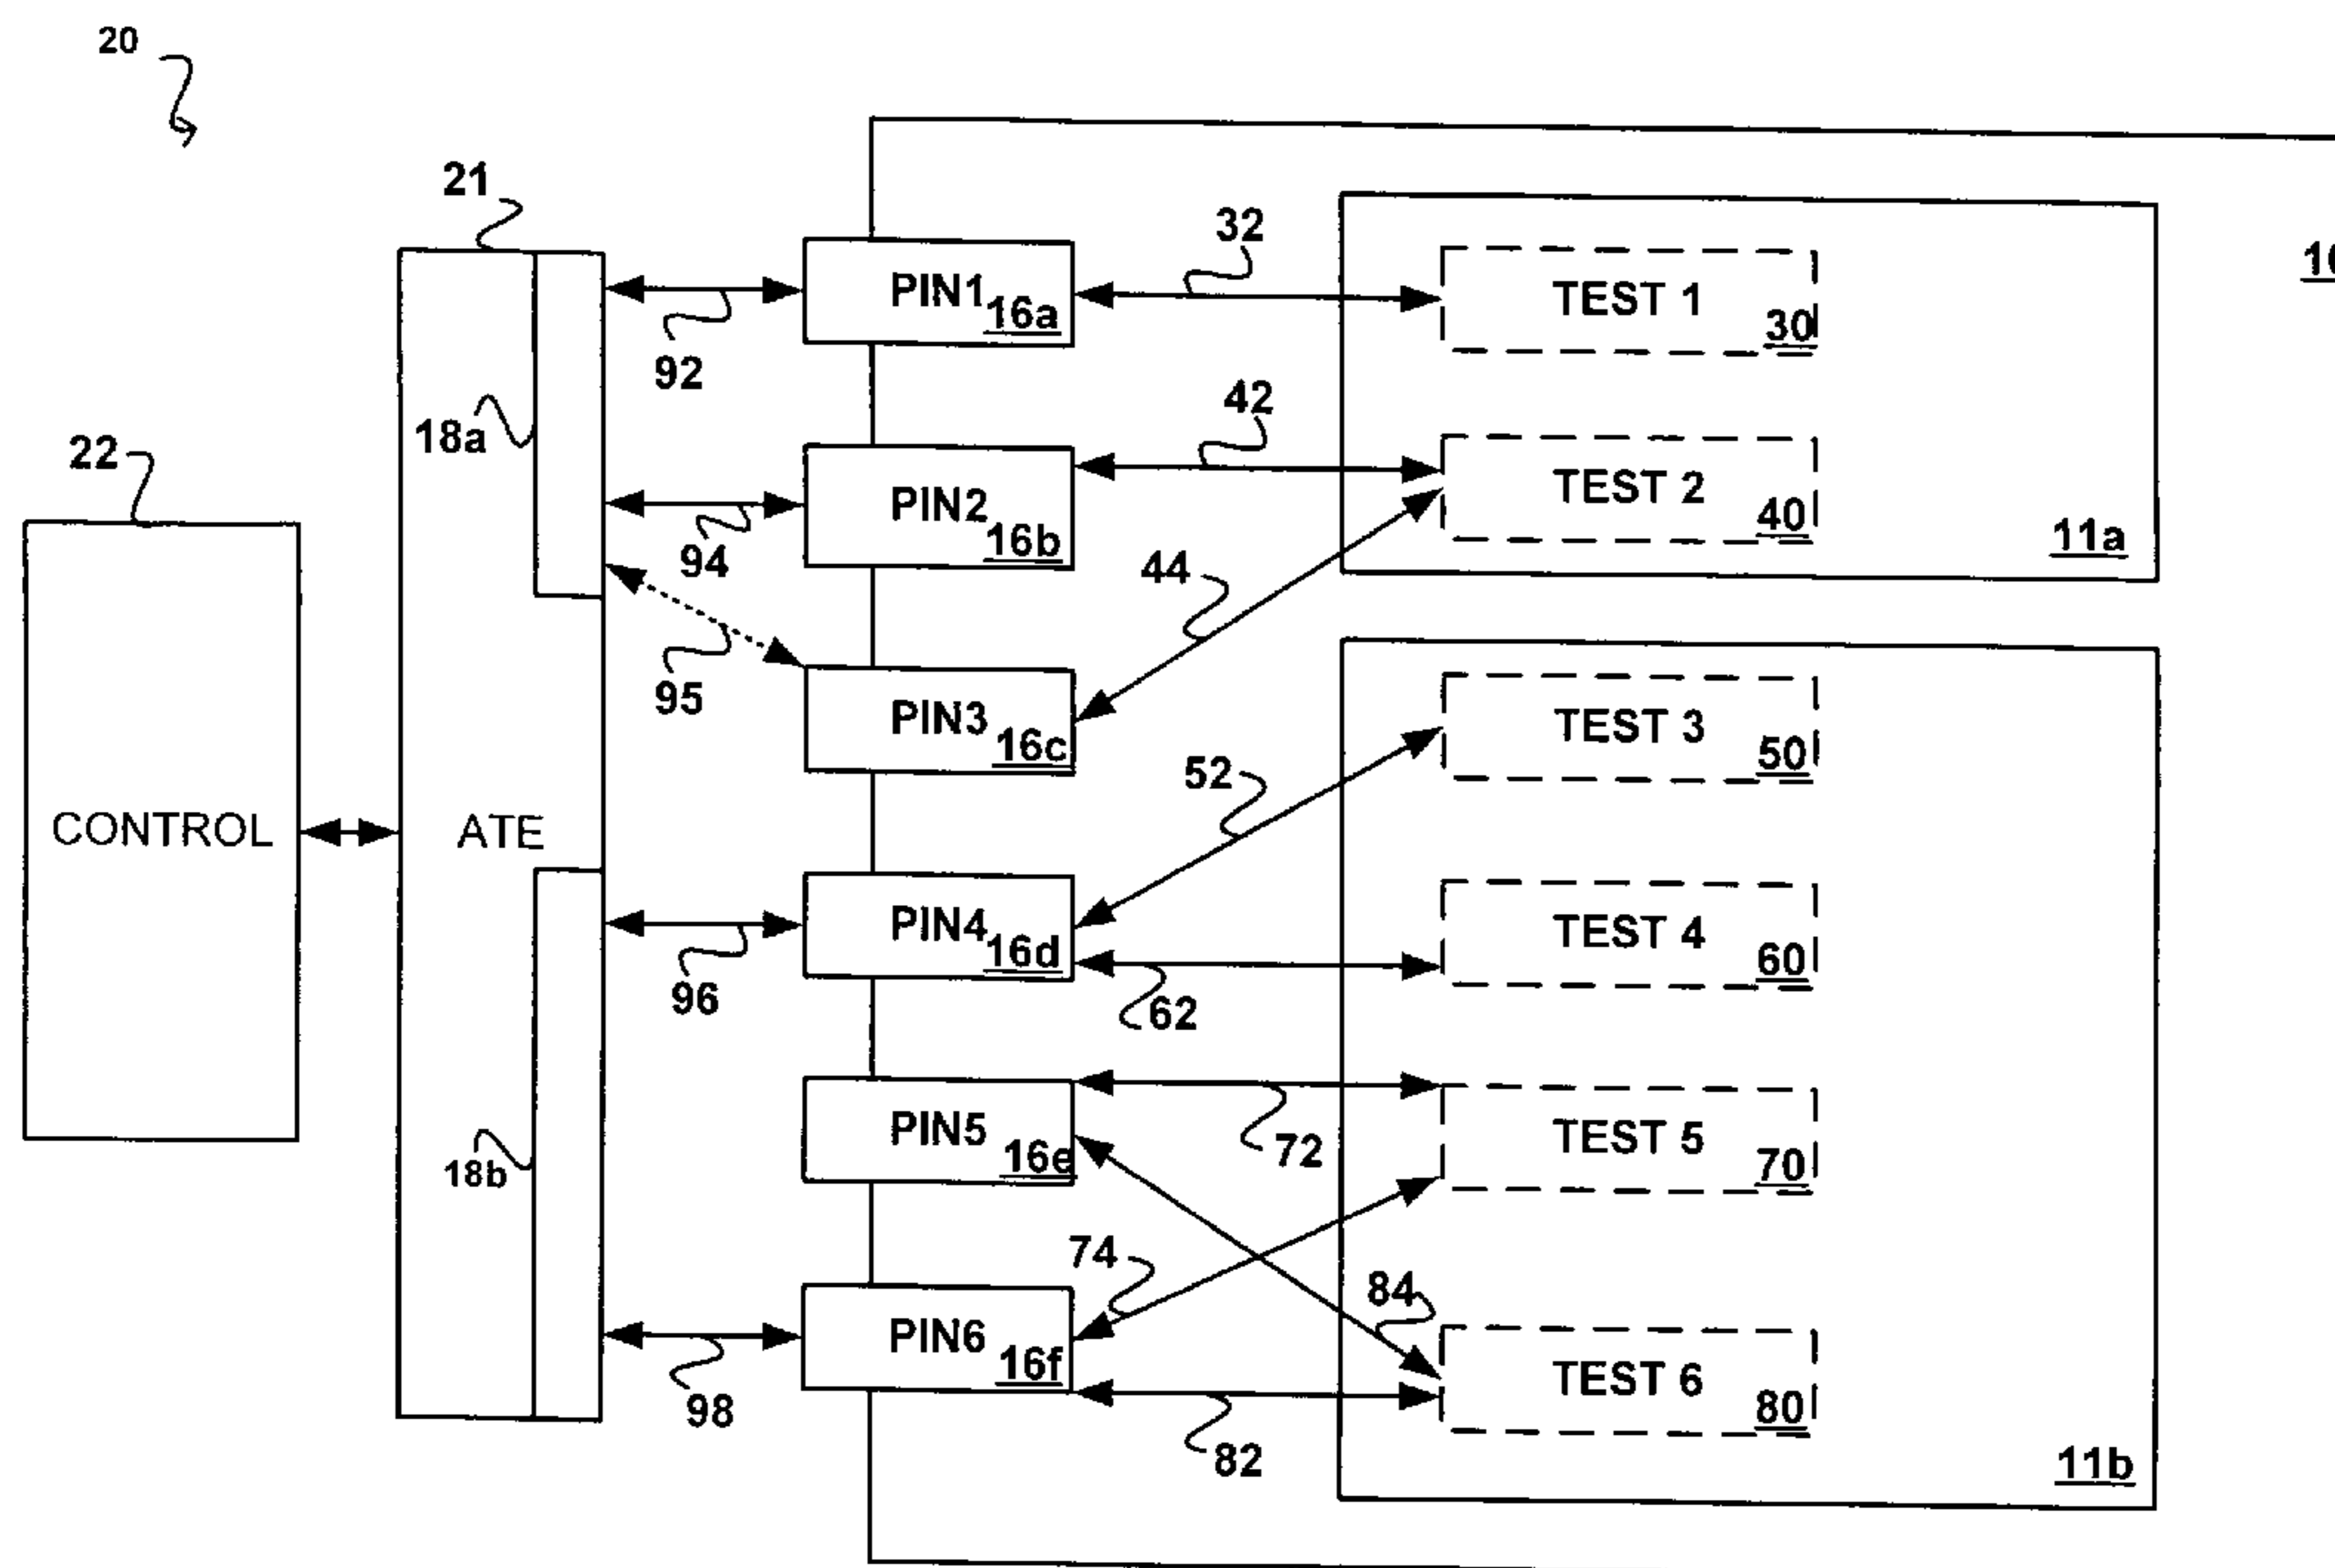 20
21
32
PIN1
16a
TEST 1
30
92
42
18a
22
PIN2
16b
TEST 2
40
11a
94
44
95
PIN3
16c
TEST 3
50
52
CONTROL
ATE
PIN4
16d
TEST 4
60
96
62
PIN5
16e
TEST 5
70
72
18b
74
84
PIN6
16f
TEST 6
80
98
82
11b